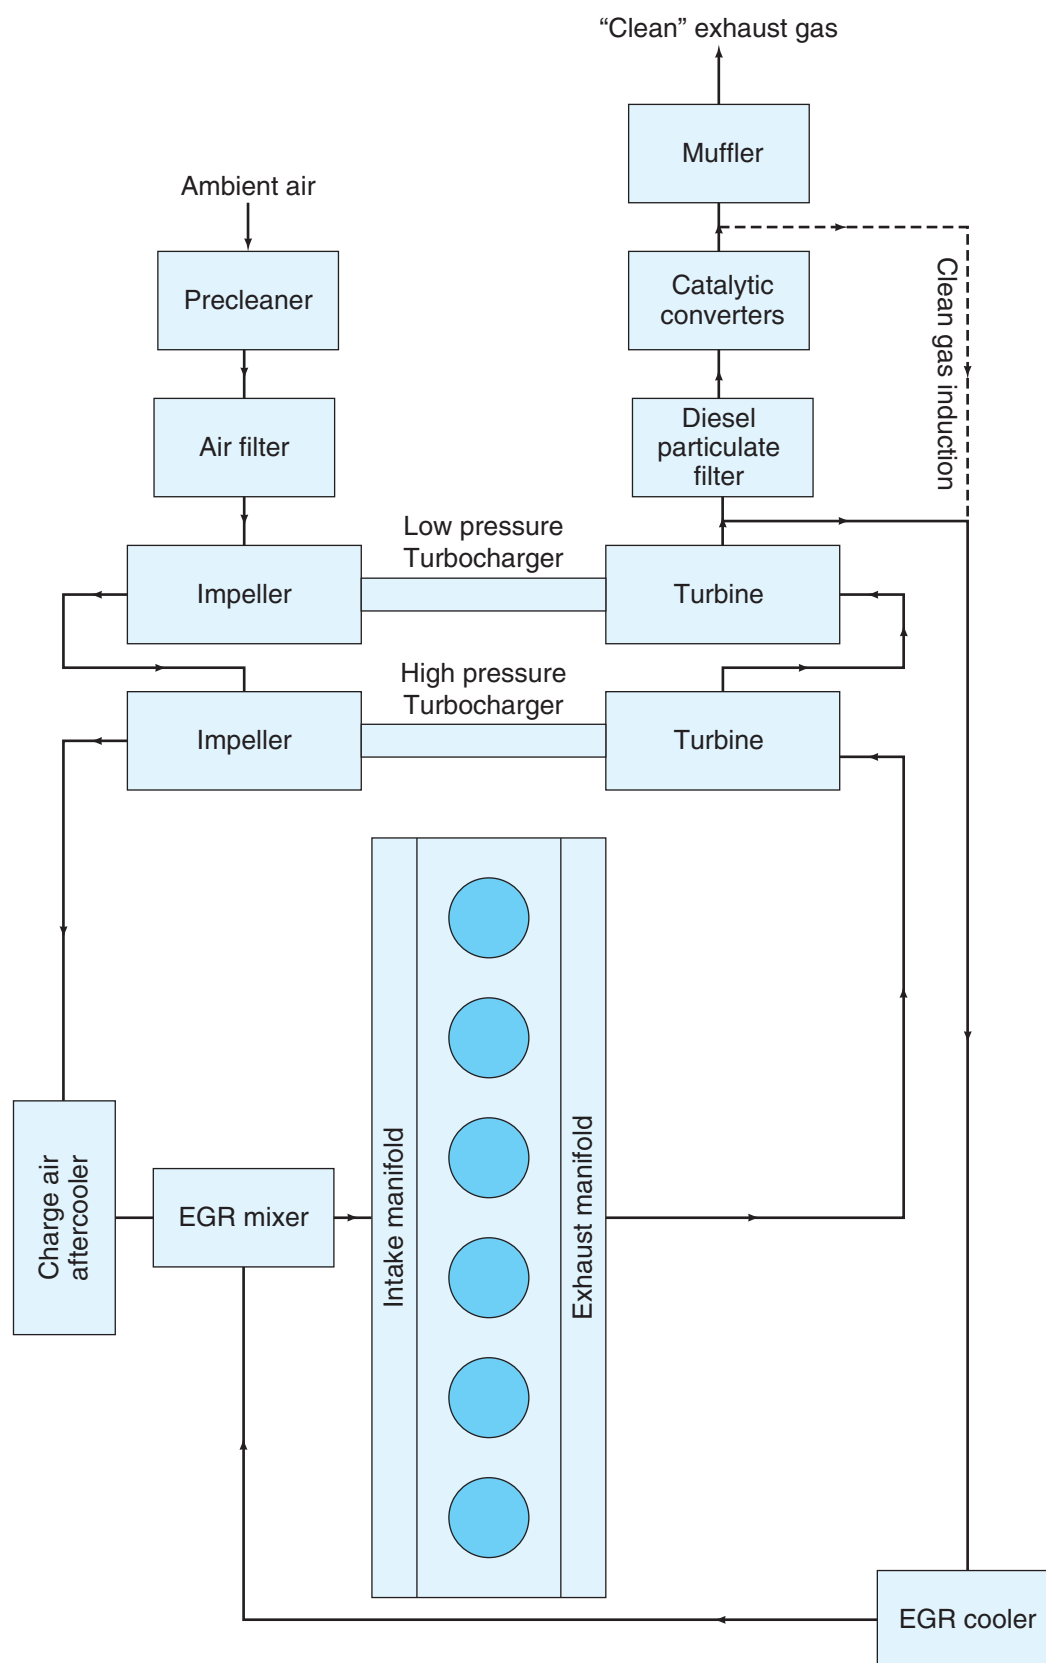 “Clean” exhaust gas
Muffler
Ambient air
Precleaner
Catalytic
converters
Clean gas induction
Air filter
Diesel
particulate
filter
Low pressure
Turbocharger
Impeller
Turbine
High pressure
Turbocharger
Impeller
Turbine
Charge air
aftercooler
EGR mixer
Intake manifold
Exhaust manifold
EGR cooler